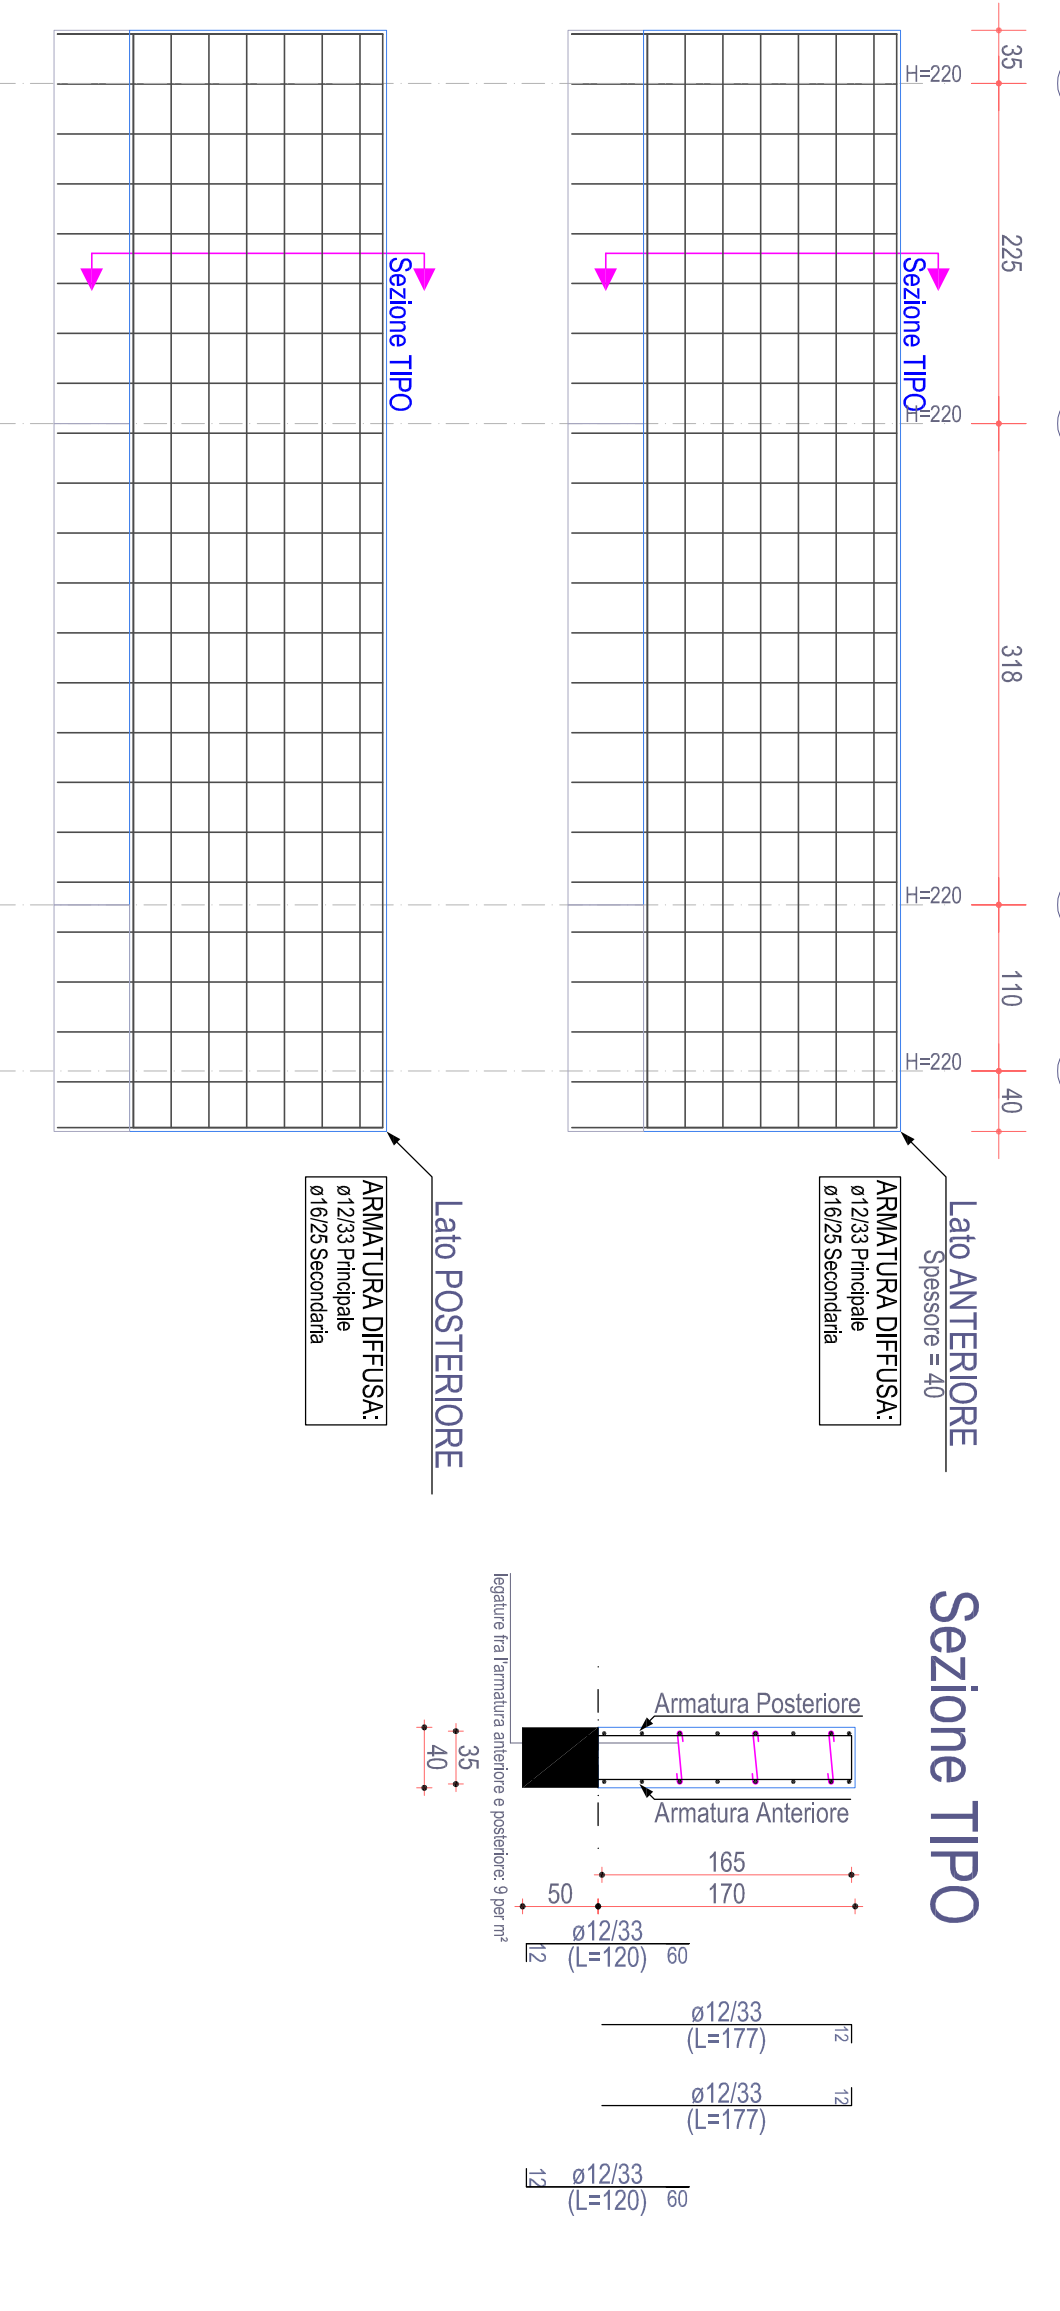 35
225
318
110
40
H=220
H=220
H=220
H=220
Sezione TIPO
Lato ANTERIORE
Spessore = 40
ARMATURA DIFFUSA:
ø12/33 Principale
ø16/25 Secondaria
Sezione TIPO
Lato POSTERIORE
ARMATURA DIFFUSA:
ø12/33 Principale
ø16/25 Secondaria
Sezione TIPO
Armatura Posteriore
Armatura Anteriore
35
40
legature fra l'armatura anteriore e posteriore: 9 per m²
165
50
170
ø12/33
12
(L=120)
60
ø12/33
(L=177)
12
ø12/33
(L=177)
12
ø12/33
12
(L=120)
60